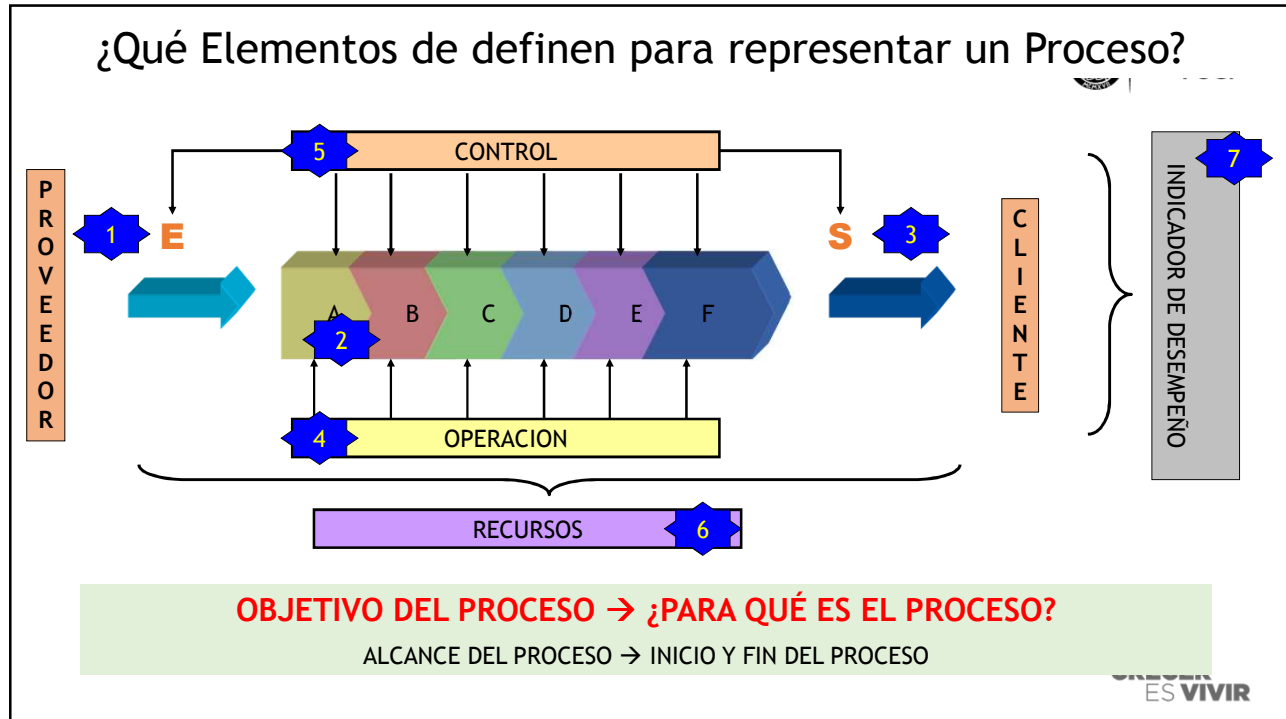 ¿Qué Elementos de definen para representar un Proceso?
5
CONTROL
7
PROVEEDOR
1
E
S
3
CLIENTE
INDICADOR DE DESEMPEÑO
A
B
C
D
E
F
2
4
OPERACION
RECURSOS
6
OBJETIVO DEL PROCESO → ¿PARA QUÉ ES EL PROCESO?
ALCANCE DEL PROCESO → INICIO Y FIN DEL PROCESO
ES VIVIR